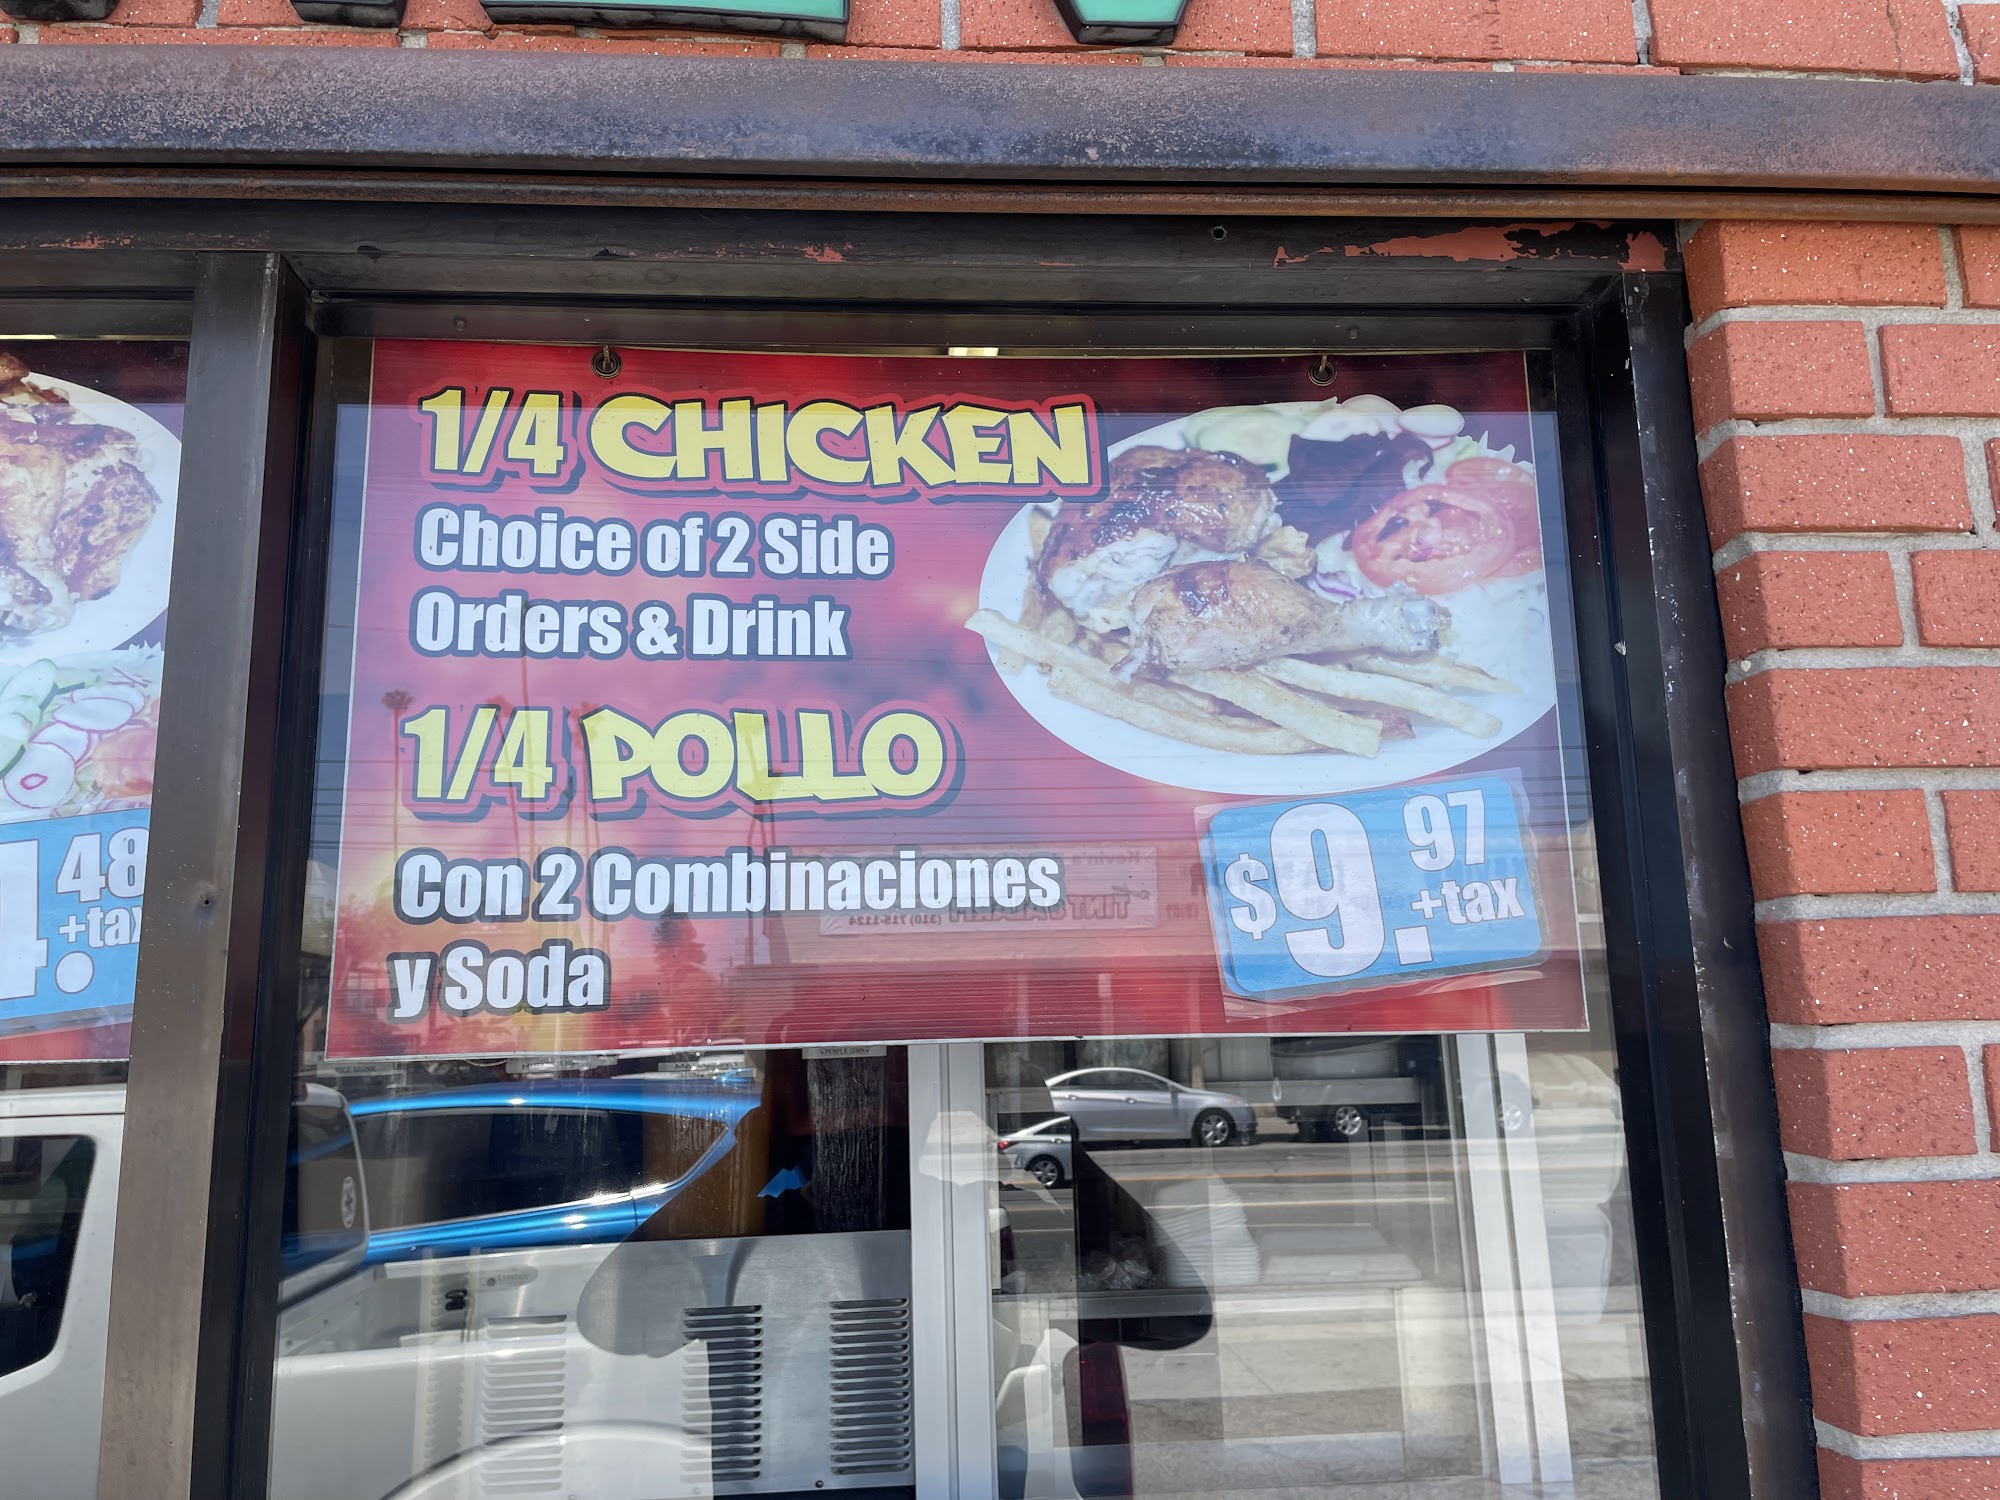 1/4 CHICKEN
Choice of 2 Side
Orders & Drink
1/4 POLLO
Con 2 Combinaciones
y Soda
$9.97
+tax
48
+tax